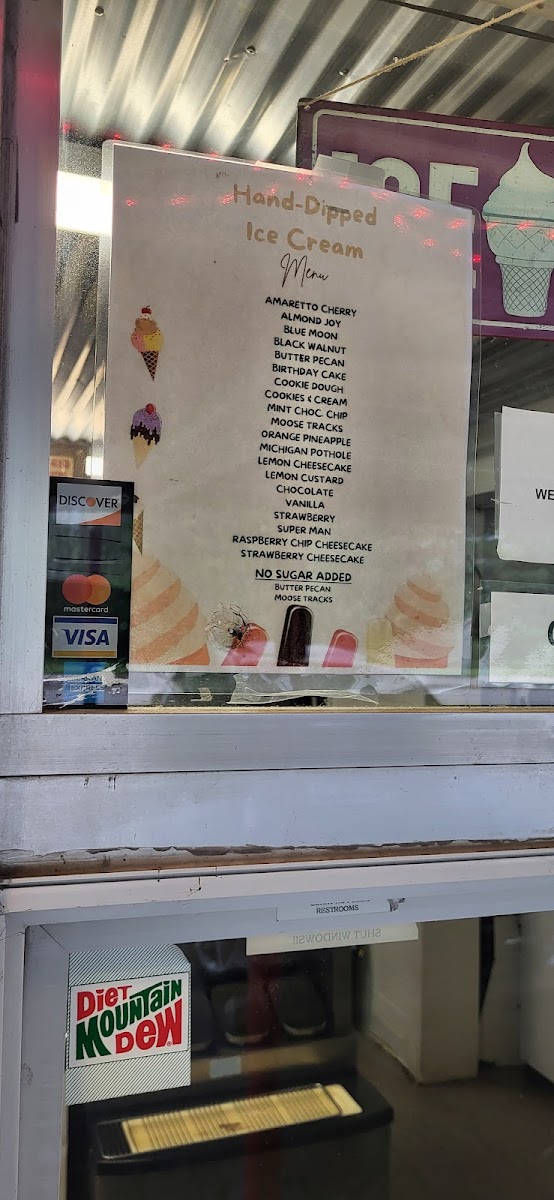 Hand-Dipped
Ice Cream
Menu
AMARETTO CHERRY
ALMOND JOY
BLUE MOON
BLACK WALNUT
BUTTER PECAN
BIRTHDAY CAKE
COOKIE DOUGH
COOKIES & CREAM
MINT CHOC. CHIP
MOOSE TRACKS
ORANGE PINEAPPLE
MICHIGAN POTHOLE
LEMON CHEESECAKE
LEMON CUSTARD
CHOCOLATE
VANILLA
STRAWBERRY
SUPER MAN
RASPBERRY CHIP CHEESECAKE
STRAWBERRY CHEESECAKE
NO SUGAR ADDED
BUTTER PECAN
MOOSE TRACKS
ICE
WE
DISCOVER
mastercard
VISA
EXPRESS
RESTROOMS
SHUT WINDOWS!!
DIET
MOUNTAIN
DEW